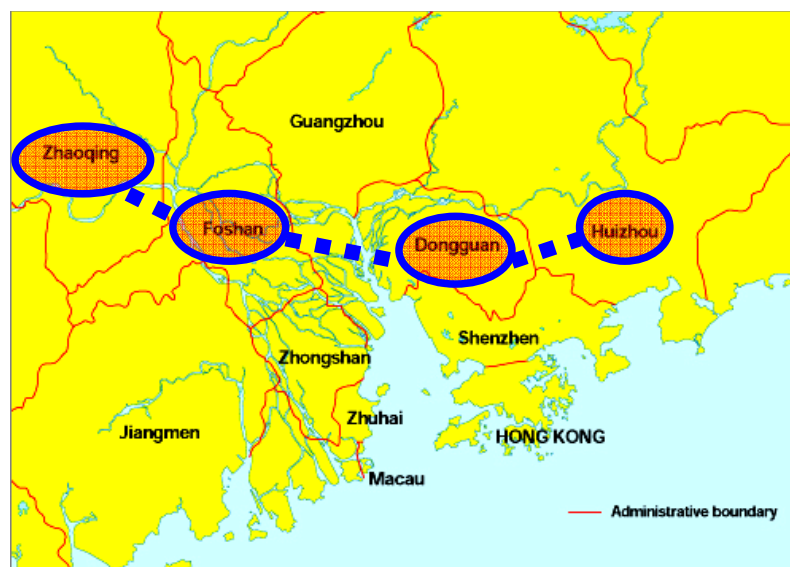 Guangzhou
Zhaoqing
Foshan
Dongguan
Huizhou
Shenzhen
Zhongshan
Zhuhai
Jiangmen
HONG KONG
Macau
Administrative boundary